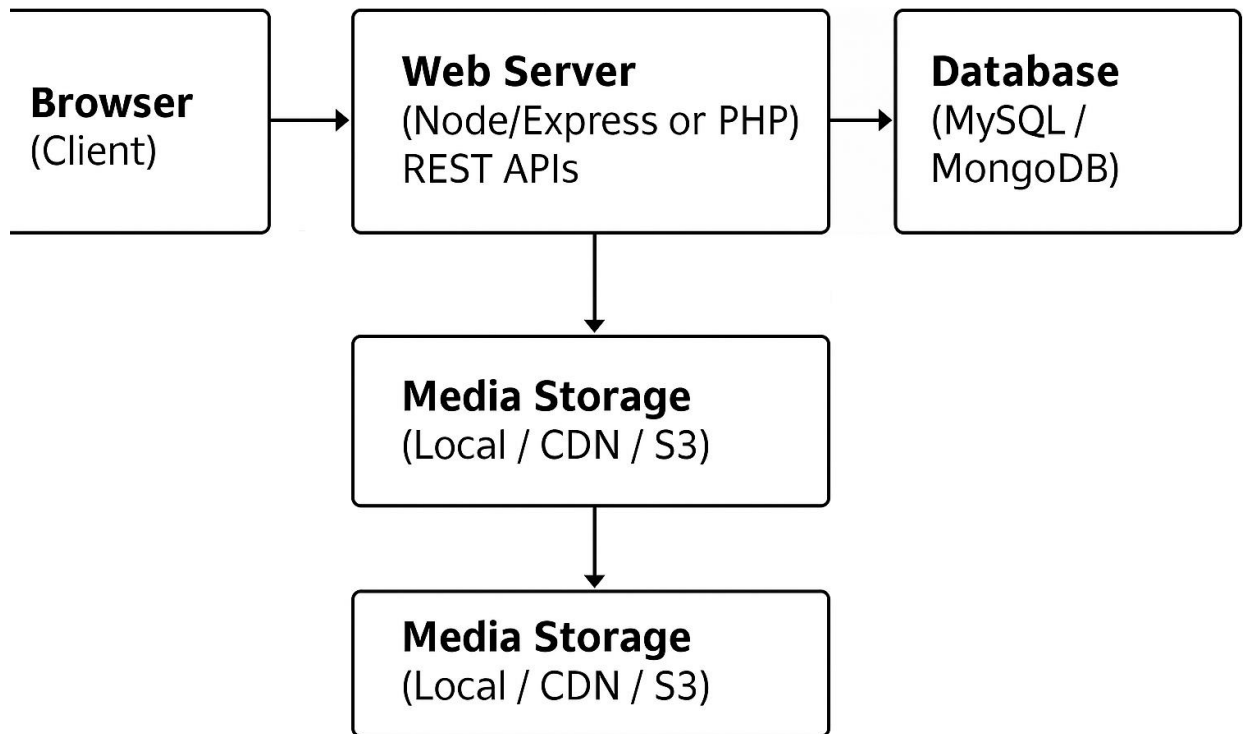 Browser
(Client)
Web Server
(Node/Express or PHP)
REST APIs
Database
(MySQL /
MongoDB)
Media Storage
(Local / CDN / S3)
Media Storage
(Local / CDN / S3)